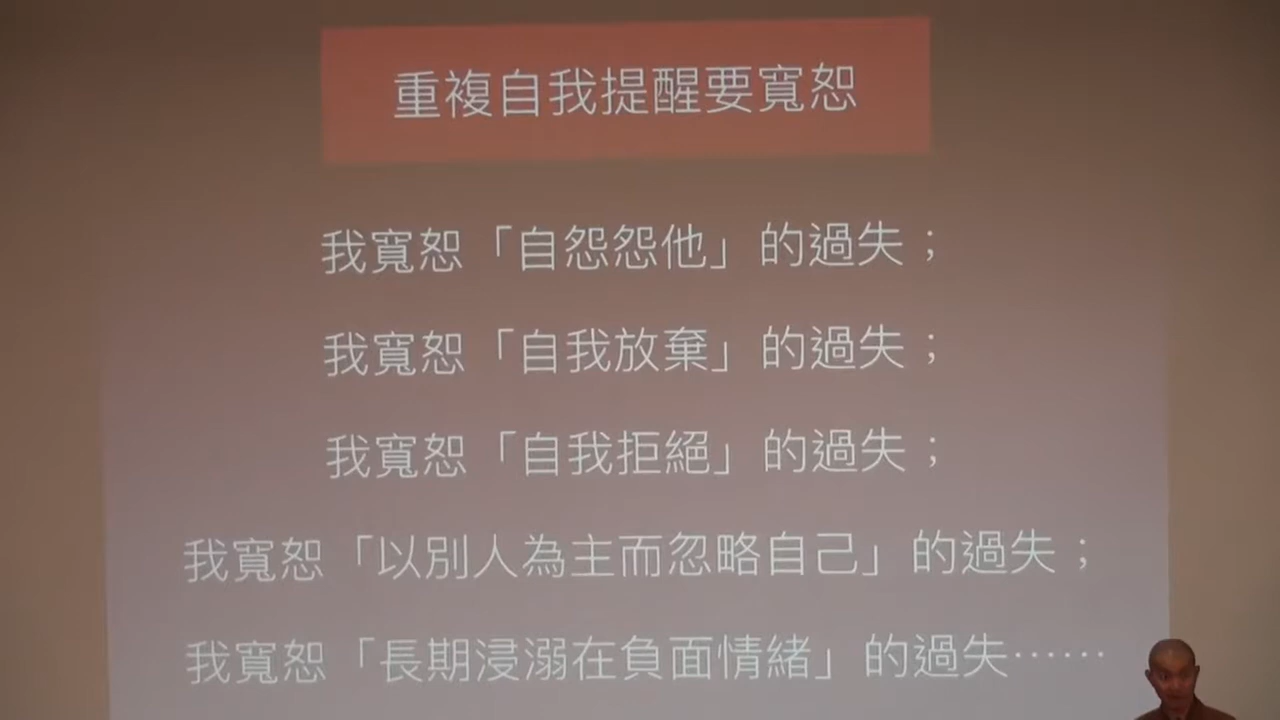 重複自我提醒要寬恕
我寬恕「自怨怨他」的過失；
我寬恕「自我放棄」的過失；
我寬恕「自我拒絕」的過失；
我寬恕「以別人為主而忽略自己」的過失；
我寬恕「長期浸溺在負面情緒」的過失……